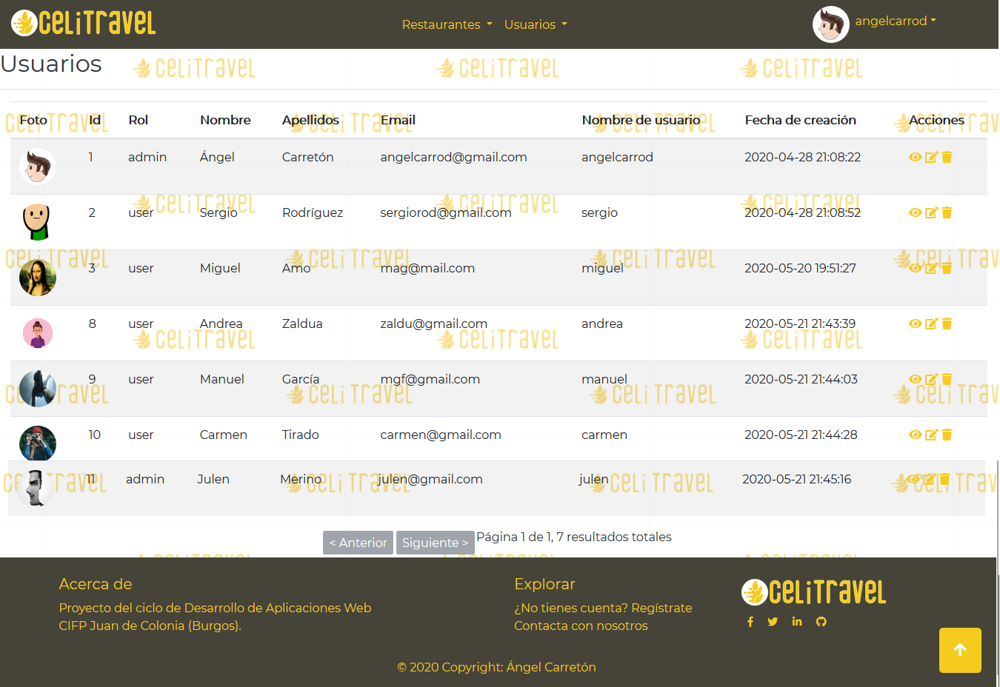 CELiTRAVEL
Restaurantes Usuarios angelcarrod
Usuarios
Foto Id Rol Nombre Apellidos Email Nombre de usuario Fecha de creación Acciones
1 admin Ángel Carretón angelcarrod@gmail.com angelcarrod 2020-04-28 21:08:22
2 user Sergio Rodríguez sergiorod@gmail.com sergio 2020-04-28 21:08:52
3 user Miguel Amo mag@mail.com miguel 2020-05-20 19:51:27
8 user Andrea Zaldua zaldu@gmail.com andrea 2020-05-21 21:43:39
9 user Manuel García mgf@gmail.com manuel 2020-05-21 21:44:03
10 user Carmen Tirado carmen@gmail.com carmen 2020-05-21 21:44:28
11 admin Julen Merino julen@gmail.com julen 2020-05-21 21:45:16
< Anterior Siguiente > Página 1 de 1, 7 resultados totales
Acerca de
Proyecto del ciclo de Desarrollo de Aplicaciones Web
CIFP Juan de Colonia (Burgos).
Explorar
¿No tienes cuenta? Regístrate
Contacta con nosotros
CELiTRAVEL
© 2020 Copyright: Ángel Carretón